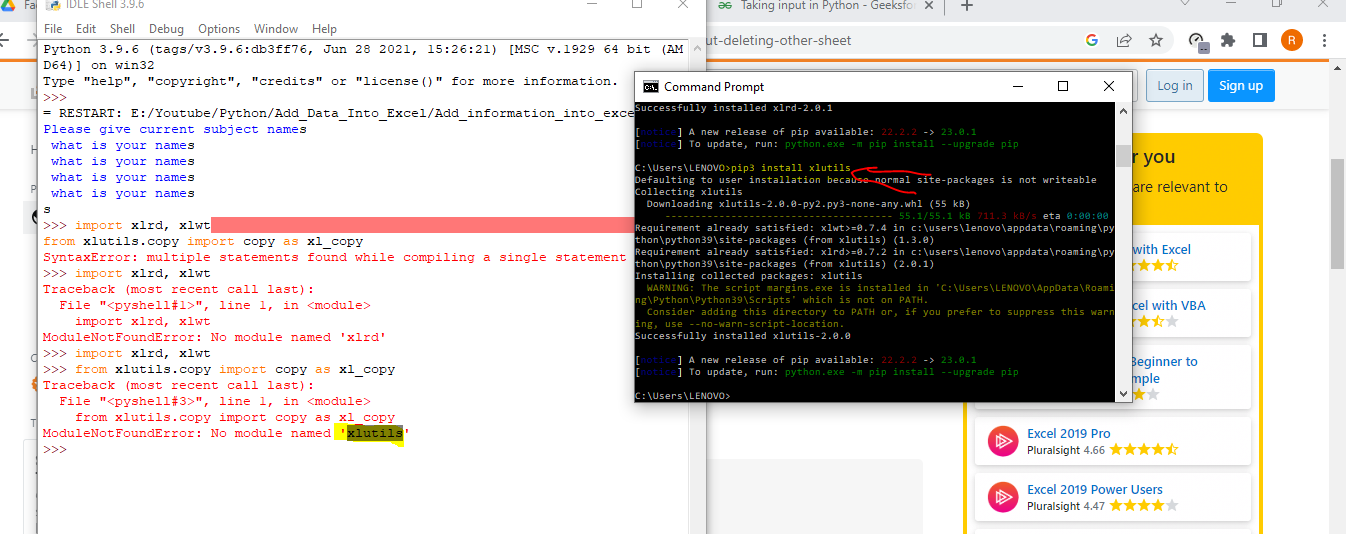 Fac
IDLE Shell 3.9.6
File Edit Shell Debug Options Window Help
Python 3.9.6 (tags/v3.9.6:db3ff76, Jun 28 2021, 15:26:21) [MSC v.1929 64 bit (AM
D64)] on win32
Type "help", "copyright", "credits" or "license()" for more information.
>>>
= RESTART: E:/Youtube/Python/Add_Data_Into_Excel/Add_information_into_exce
Please give current subject names
what is your names
what is your names
what is your names
what is your names
s
>>> import xlrd, xlwt
from xlutils.copy import copy as xl_copy
SyntaxError: multiple statements found while compiling a single statement
>>> import xlrd, xlwt
Traceback (most recent call last):
File "<pyshell#1>", line 1, in <module>
import xlrd, xlwt
ModuleNotFoundError: No module named 'xlrd'
>>> import xlrd, xlwt
>>> from xlutils.copy import copy as xl_copy
Traceback (most recent call last):
File "<pyshell#3>", line 1, in <module>
from xlutils.copy import copy as xl_copy
ModuleNotFoundError: No module named 'xlutils'
>>>
Taking input in Python - Geeksfo
ut-deleting-other-sheet
R
Log in Sign up
Command Prompt
Successfully installed xlrd-2.0.1
[notice] A new release of pip available: 22.2.2 -> 23.0.1
[notice] To update, run: python.exe -m pip install --upgrade pip
C:\Users\LENOVO>pip3 install xlutils
Defaulting to user installation because normal site-packages is not writeable
Collecting xlutils
Downloading xlutils-2.0.0-py2.py3-none-any.whl (55 kB)
---------------------------------------- 55.1/55.1 kB 711.3 kB/s eta 0:00:00
Requirement already satisfied: xlwt>=0.7.4 in c:\users\lenovo\appdata\roaming\py
thon\python39\site-packages (from xlutils) (1.3.0)
Requirement already satisfied: xlrd>=0.7.2 in c:\users\lenovo\appdata\roaming\py
thon\python39\site-packages (from xlutils) (2.0.1)
Installing collected packages: xlutils
WARNING: The script margins.exe is installed in 'C:\Users\LENOVO\AppData\Roami
ng\Python\Python39\Scripts' which is not on PATH.
Consider adding this directory to PATH or, if you prefer to suppress this warn
ing, use --no-warn-script-location.
Successfully installed xlutils-2.0.0
[notice] A new release of pip available: 22.2.2 -> 23.0.1
[notice] To update, run: python.exe -m pip install --upgrade pip
C:\Users\LENOVO>
r you
are relevant to
with Excel
cel with VBA
Beginner to
mple
Excel 2019 Pro
Pluralsight 4.66
Excel 2019 Power Users
Pluralsight 4.47